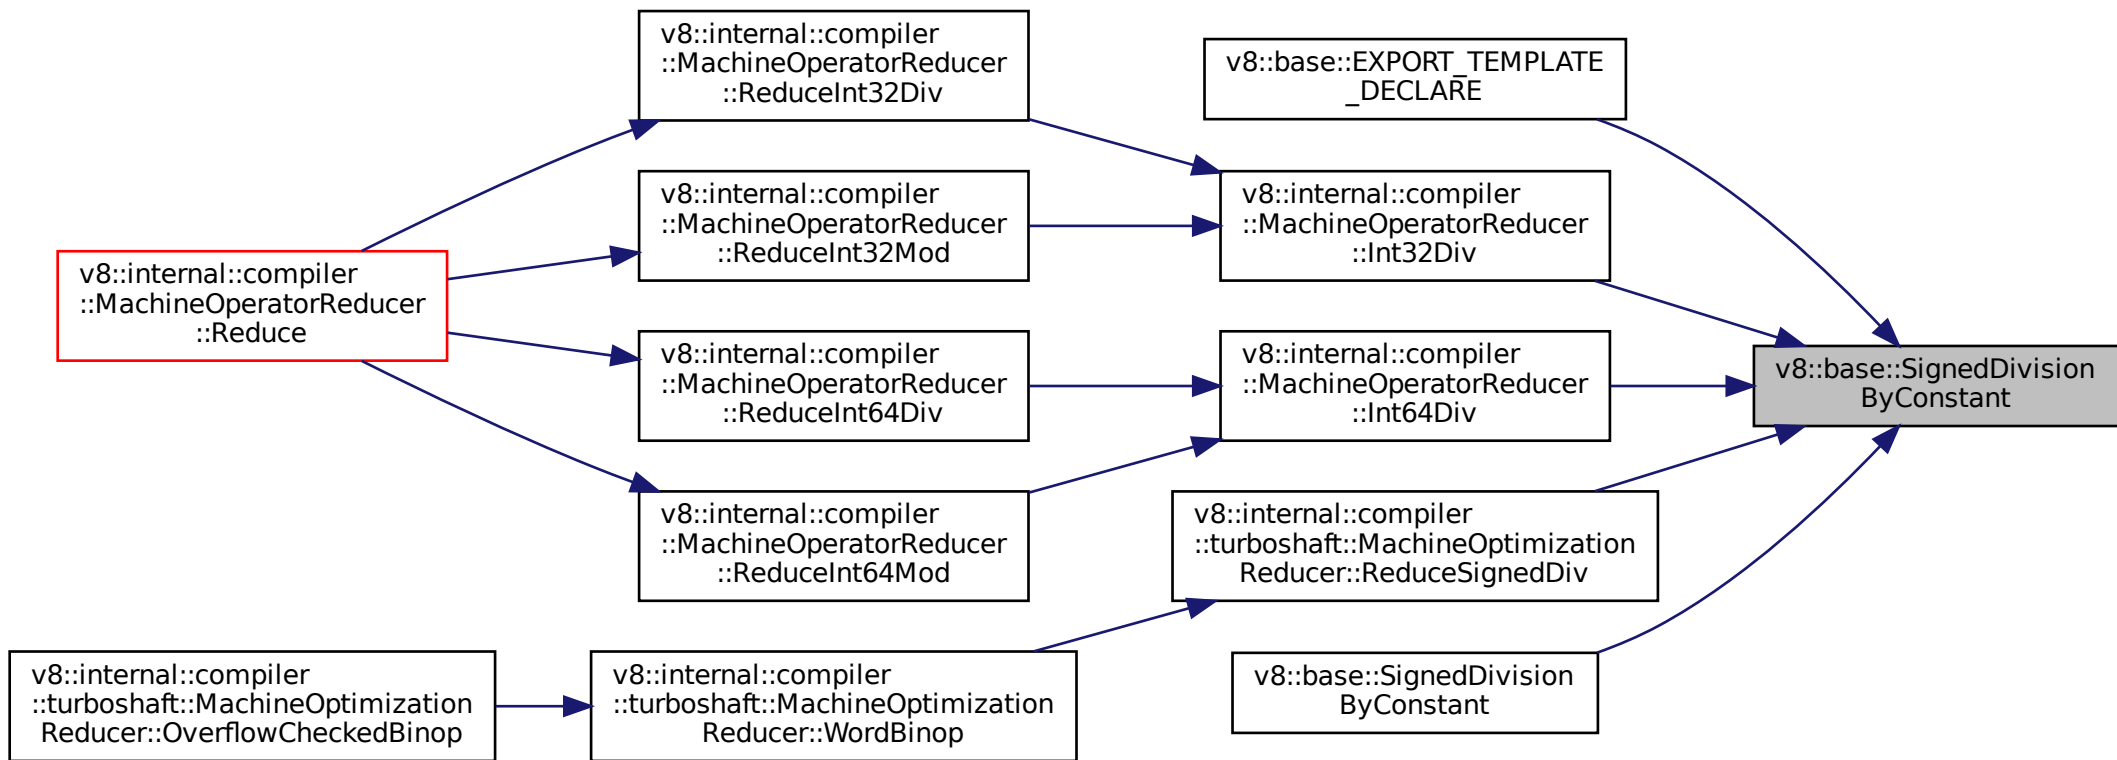 v8::internal::compiler
::MachineOperatorReducer
::ReduceInt32Div
v8::base::EXPORT_TEMPLATE
_DECLARE
v8::internal::compiler
::MachineOperatorReducer
::ReduceInt32Mod
v8::internal::compiler
::MachineOperatorReducer
::Int32Div
v8::internal::compiler
::MachineOperatorReducer
::Reduce
v8::internal::compiler
::MachineOperatorReducer
::ReduceInt64Div
v8::internal::compiler
::MachineOperatorReducer
::Int64Div
v8::base::SignedDivision
ByConstant
v8::internal::compiler
::MachineOperatorReducer
::ReduceInt64Mod
v8::internal::compiler
::turboshaft::MachineOptimization
Reducer::ReduceSignedDiv
v8::internal::compiler
::turboshaft::MachineOptimization
Reducer::OverflowCheckedBinop
v8::internal::compiler
::turboshaft::MachineOptimization
Reducer::WordBinop
v8::base::SignedDivision
ByConstant